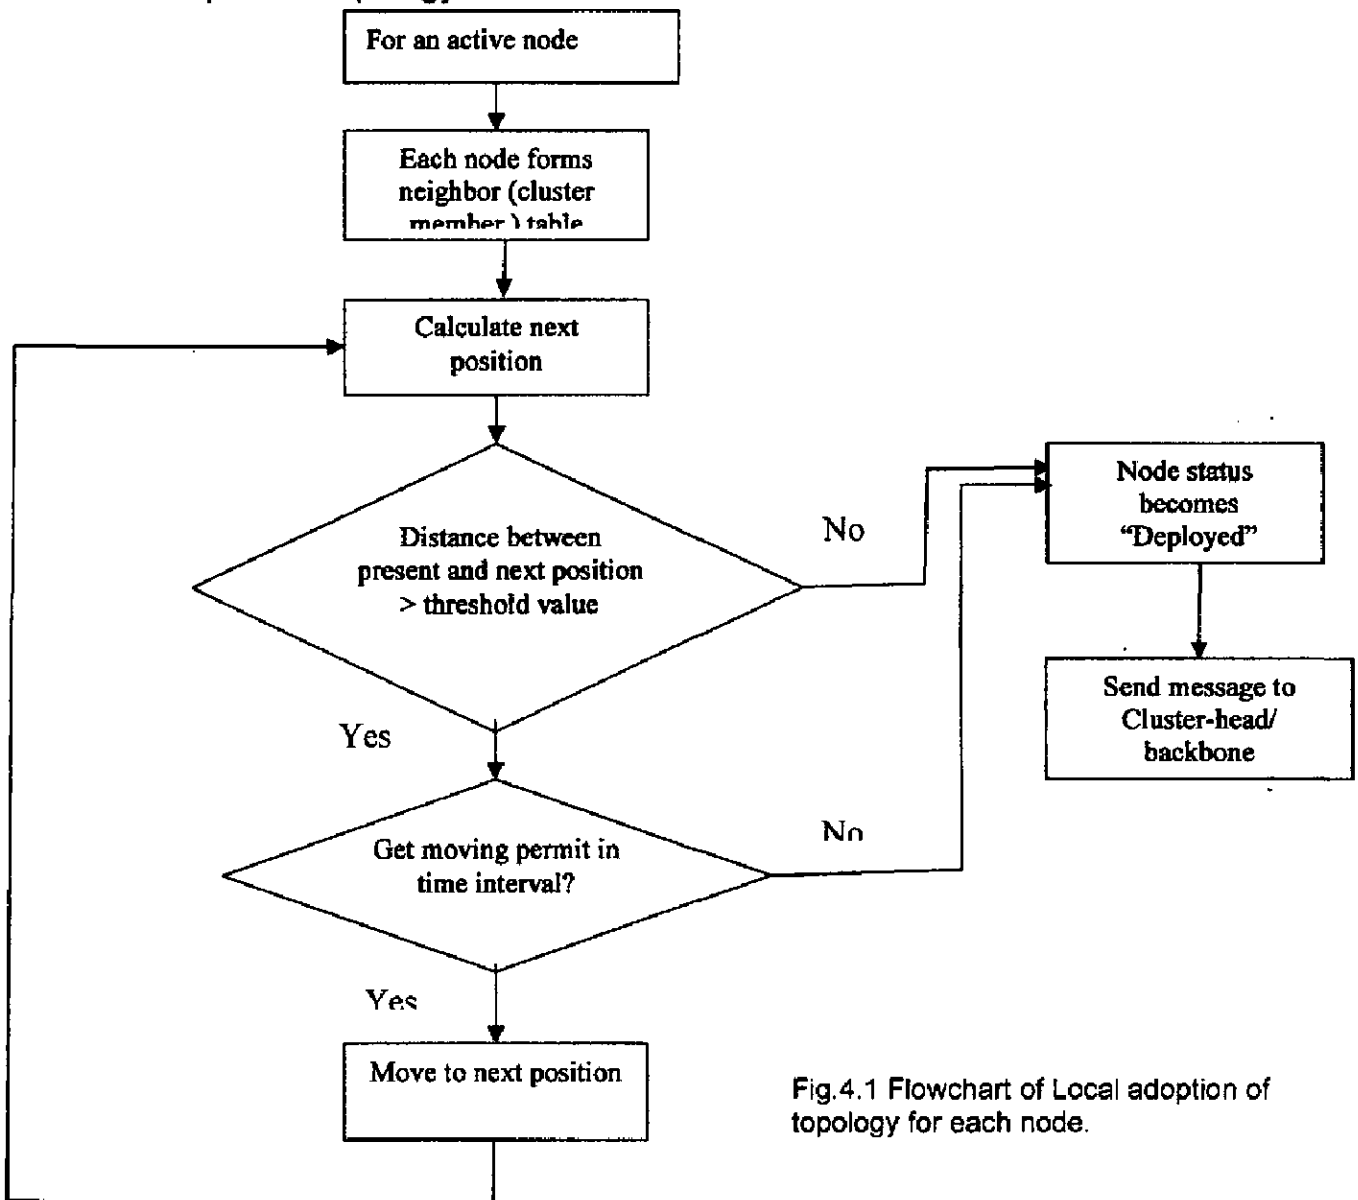 For an active node
Each node forms
neighbor (cluster
member ) table
Calculate next
position
Distance between
present and next position
> threshold value
No
Node status
becomes
“Deployed”
Send message to
Cluster-head/
backbone
Yes
Get moving permit in
time interval?
No
Yes
Move to next position
Fig.4.1 Flowchart of Local adoption of
topology for each node.